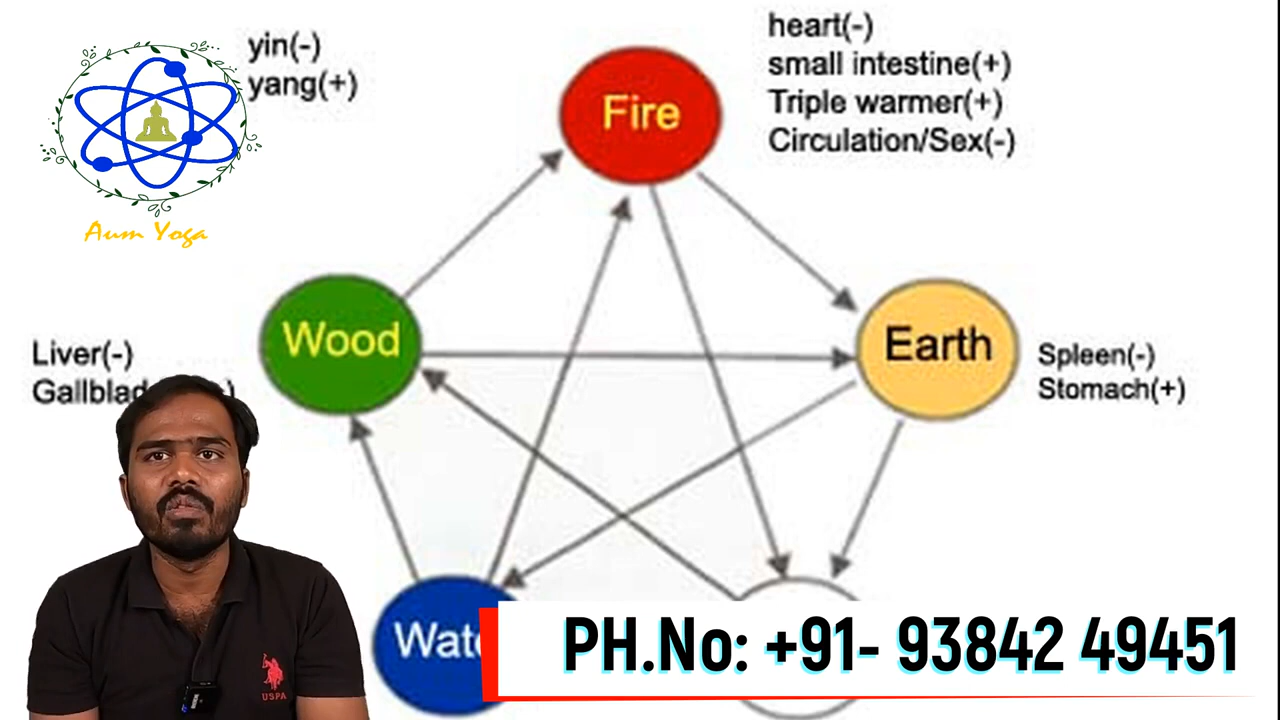 yin(-)
yang(+)
Aum Yoga
heart(-)
small intestine(+)
Triple warmer(+)
Circulation/Sex(-)
Fire
Wood
Earth
Liver(-)
Spleen(-)
Stomach(+)
USPA
PH.No: +91- 93842 49451